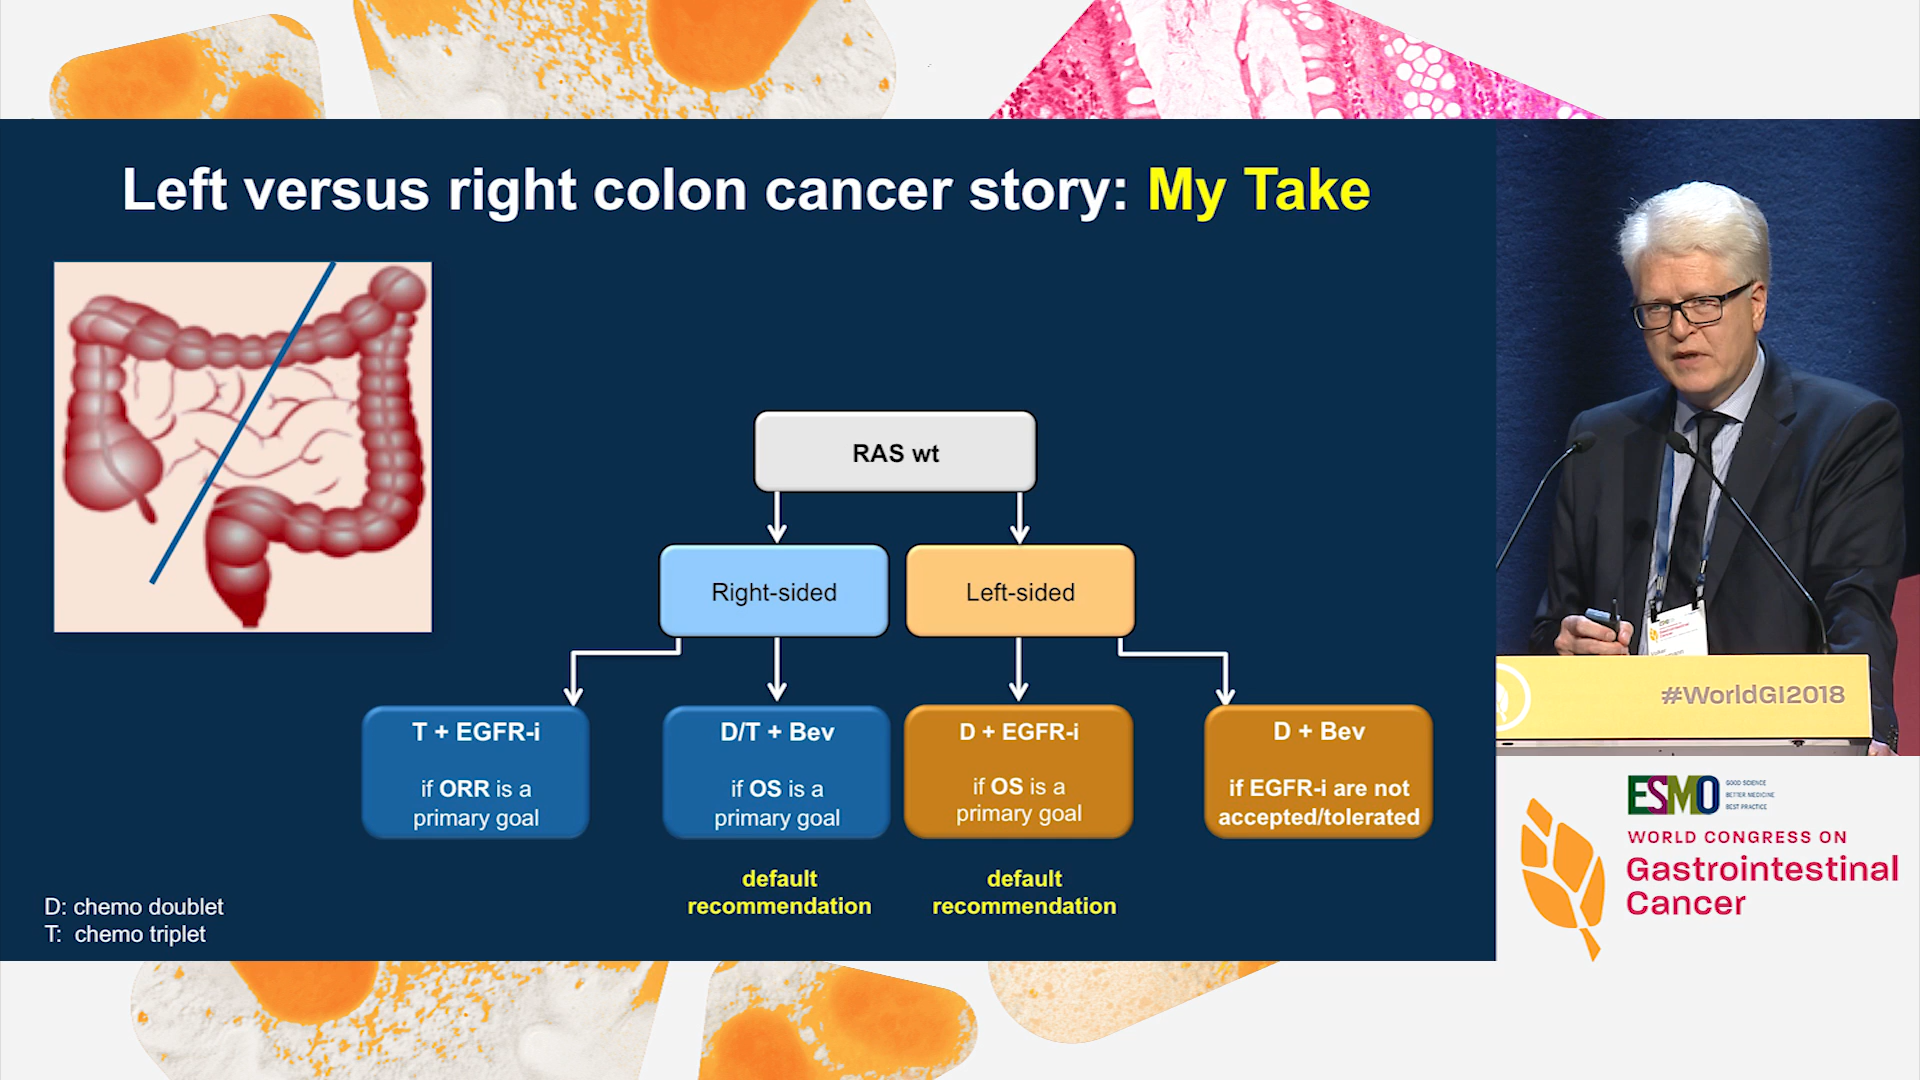 Left versus right colon cancer story: My Take
RAS wt
Right-sided
Left-sided
T + EGFR-i
if ORR is a
primary goal
D/T + Bev
if OS is a
primary goal
D + EGFR-i
if OS is a
primary goal
D + Bev
if EGFR-i are not
accepted/tolerated
default
recommendation
default
recommendation
D: chemo doublet
T: chemo triplet
#WorldGI2018
ESMO
GOOD SCIENCE
BETTER MEDICINE
BEST PRACTICE
WORLD CONGRESS ON
Gastrointestinal
Cancer